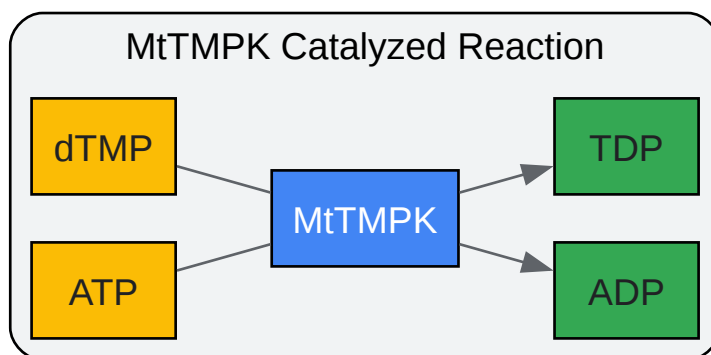 MtTMPK Catalyzed Reaction
dTMP
TDP
MtTMPK
ATP
ADP